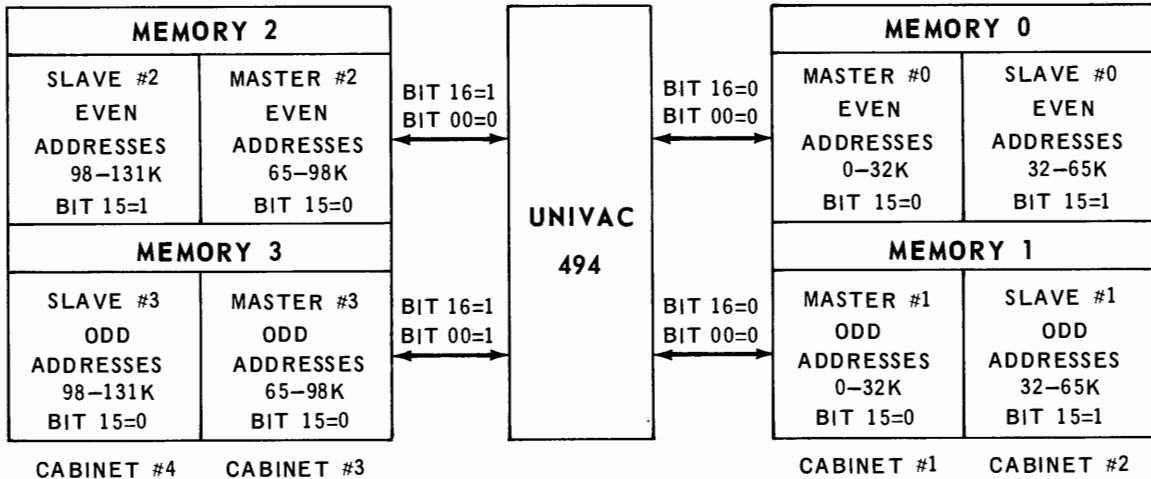 MEMORY 2
SLAVE #2
EVEN
ADDRESSES
98–131K
BIT 15=1
MASTER #2
EVEN
ADDRESSES
65–98K
BIT 15=0
MEMORY 3
SLAVE #3
ODD
ADDRESSES
98–131K
BIT 15=0
MASTER #3
ODD
ADDRESSES
65–98K
BIT 15=0
CABINET #4
CABINET #3
BIT 16=1
BIT 00=0
BIT 16=1
BIT 00=1
UNIVAC
494
BIT 16=0
BIT 00=0
BIT 16=0
BIT 00=0
MEMORY 0
MASTER #0
EVEN
ADDRESSES
0–32K
BIT 15=0
SLAVE #0
EVEN
ADDRESSES
32–65K
BIT 15=1
MEMORY 1
MASTER #1
ODD
ADDRESSES
0–32K
BIT 15=0
SLAVE #1
ODD
ADDRESSES
32–65K
BIT 15=1
CABINET #1
CABINET #2